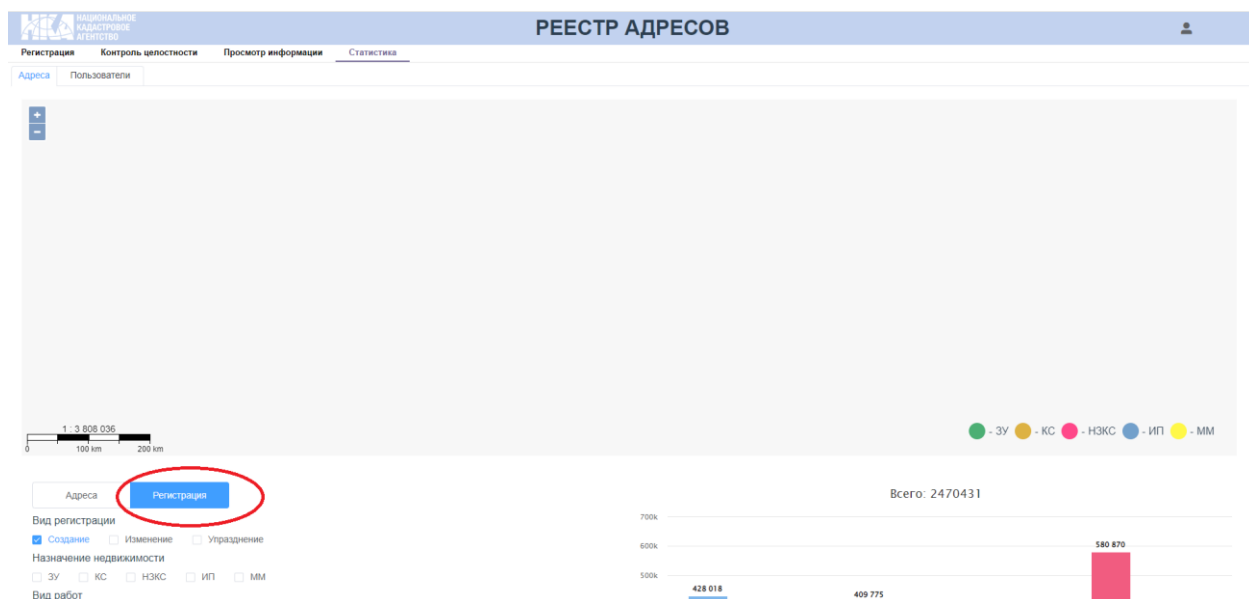 НАЦИОНАЛЬНОЕ
КАДАСТРОВОЕ
АГЕНТСТВО
РЕЕСТР АДРЕСОВ
Регистрация Контроль целостности Просмотр информации Статистика
Адреса Пользователи
+
−
1 : 3 808 036
0 100 km 200 km
- ЗУ - КС - НЗКС - ИП - ММ
Адреса Регистрация
Всего: 2470431
Вид регистрации
700k
Создание Изменение Упразднение
600k
580 870
Назначение недвижимости
ЗУ КС НЗКС ИП ММ
500k
428 018
409 775
Вид работ